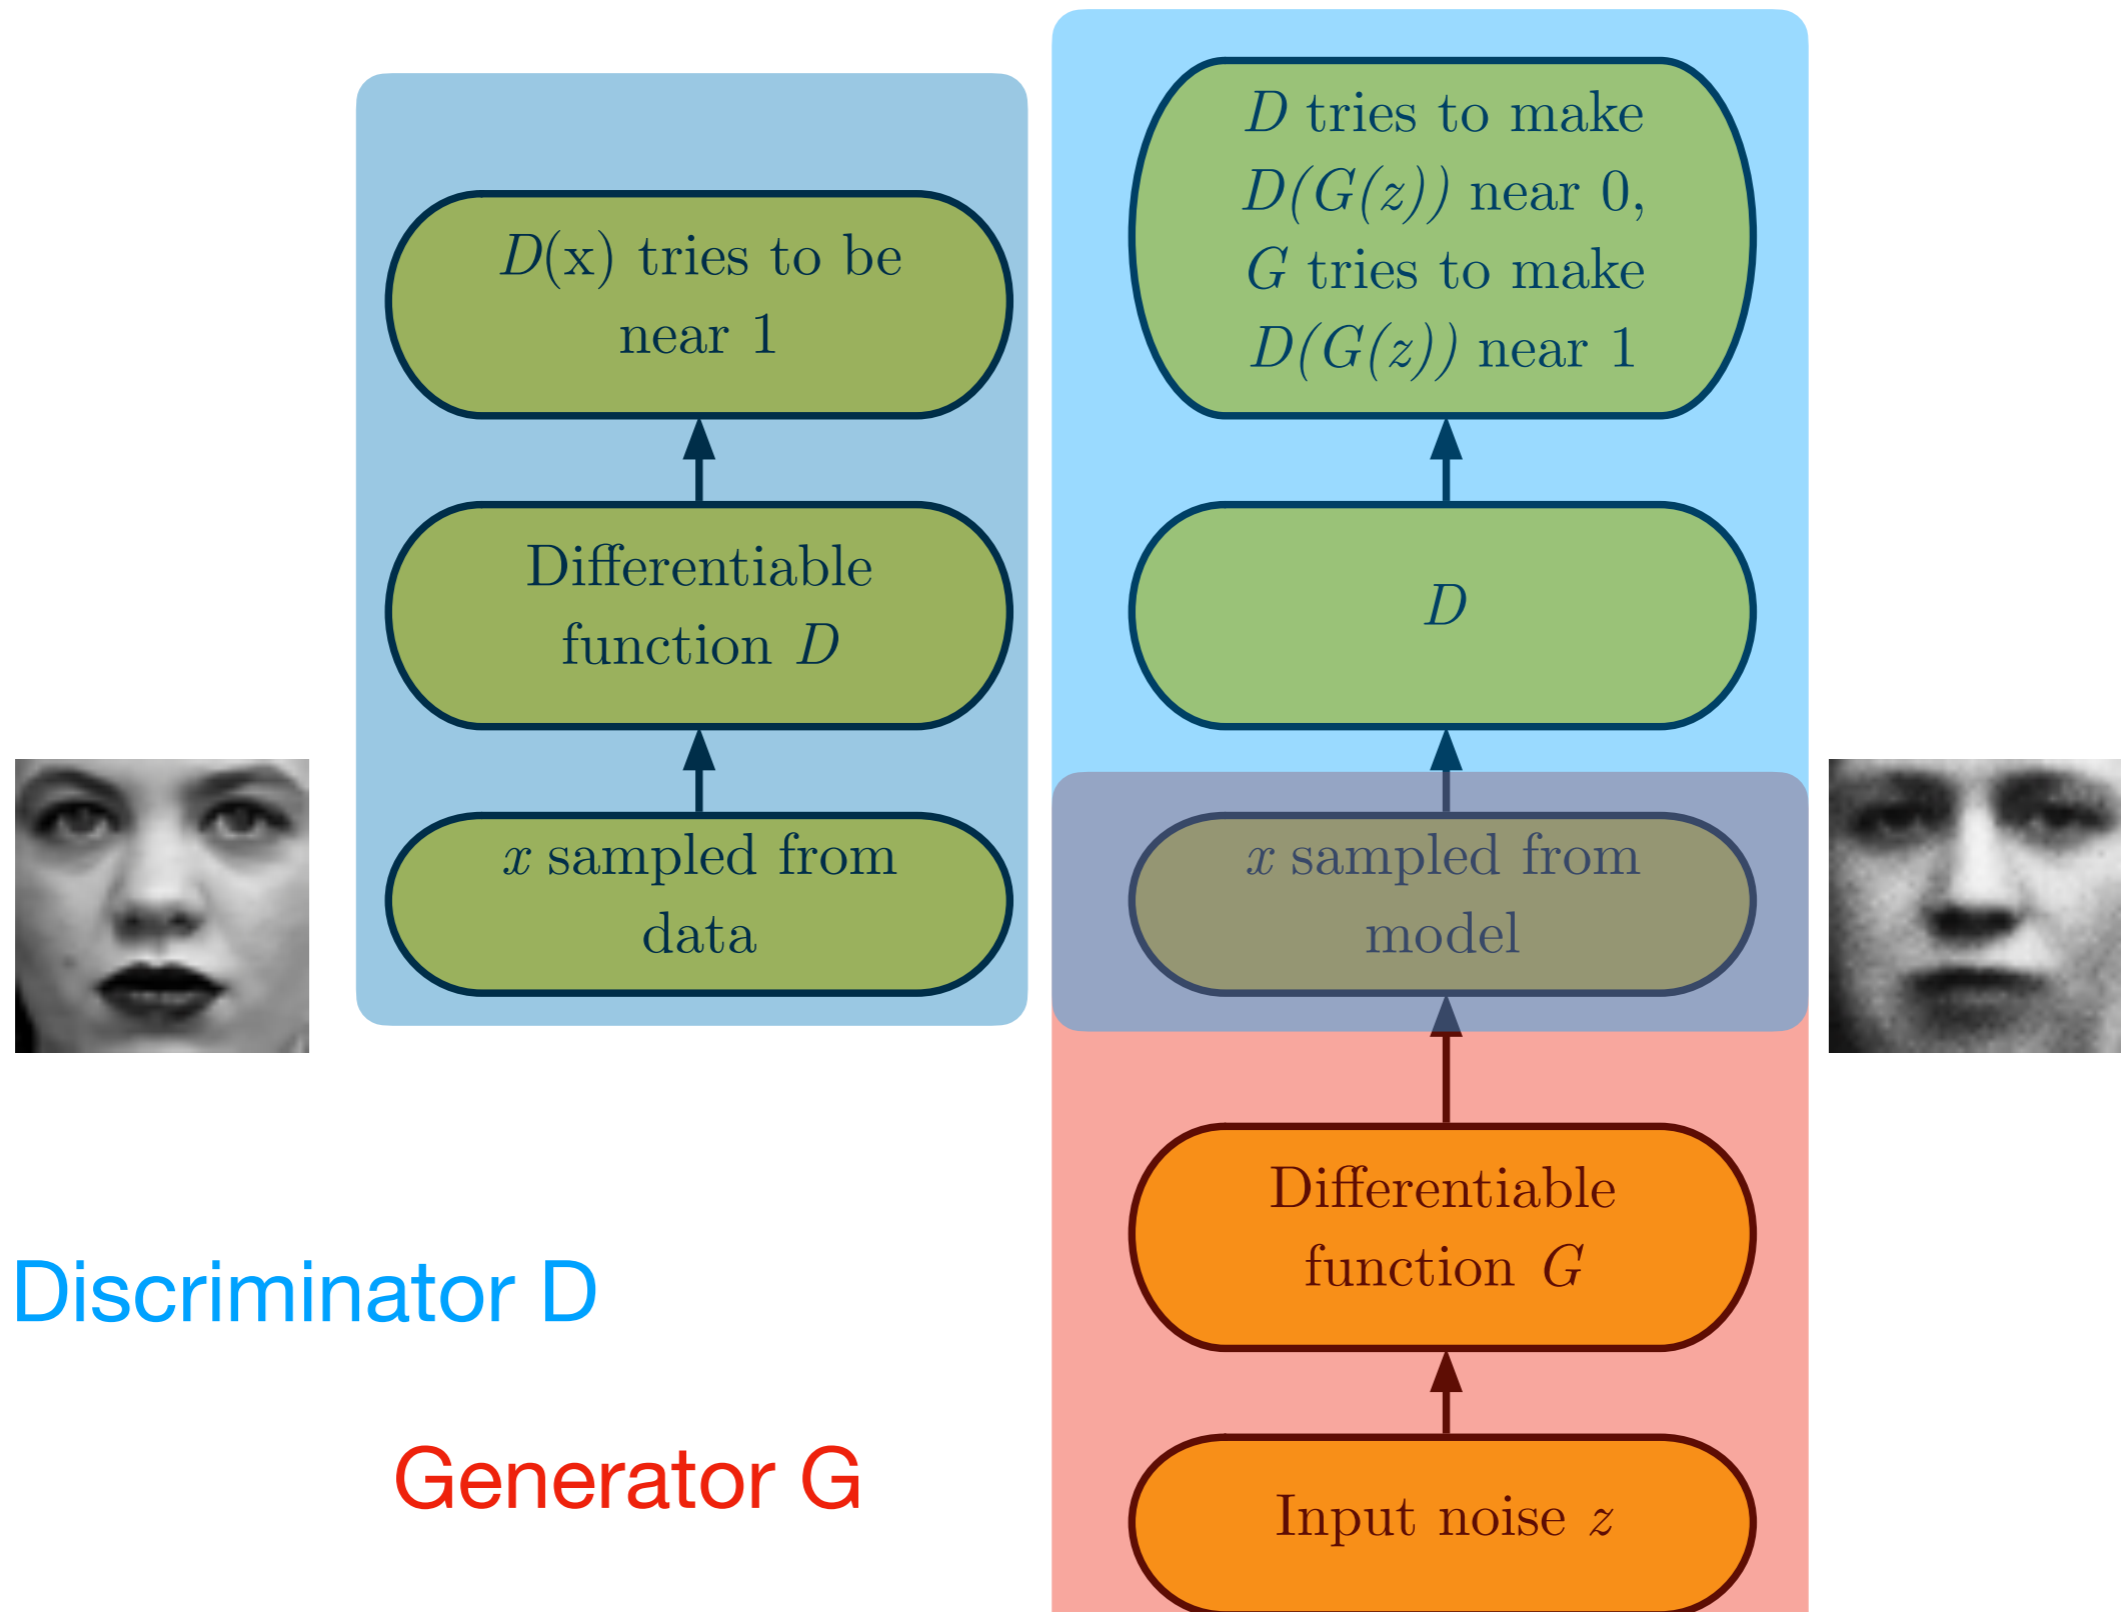 D(x) tries to be
near 1
Differentiable
function D
x sampled from
data
D tries to make
D(G(z)) near 0,
G tries to make
D(G(z)) near 1
D
x sampled from
model
Differentiable
function G
Input noise z
Discriminator D
Generator G